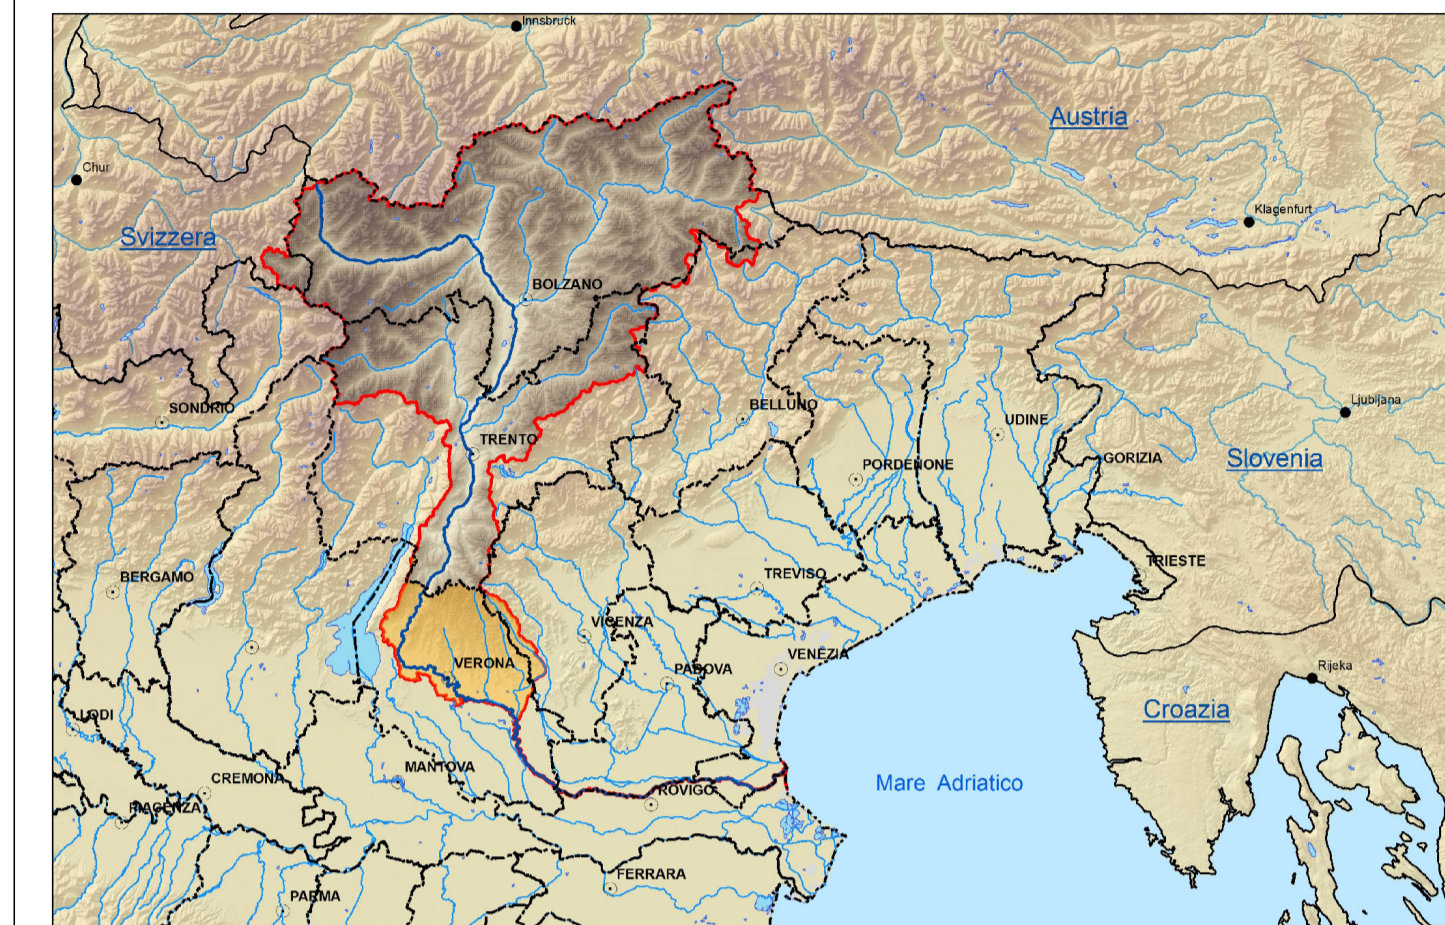 Innsbruck
Austria
Chur
Klagenfurt
Svizzera
BOLZANO
Ljubljana
SONDRIO
BELLUNO
UDINE
TRENTO
GORIZIA
Slovenia
PORDENONE
TRIESTE
BERGAMO
TREVISO
VICENZA
VENEZIA
VERONA
PADOVA
Rijeka
Croazia
LODI
MANTOVA
CREMONA
Mare Adriatico
ROVIGO
PIACENZA
FERRARA
PARMA